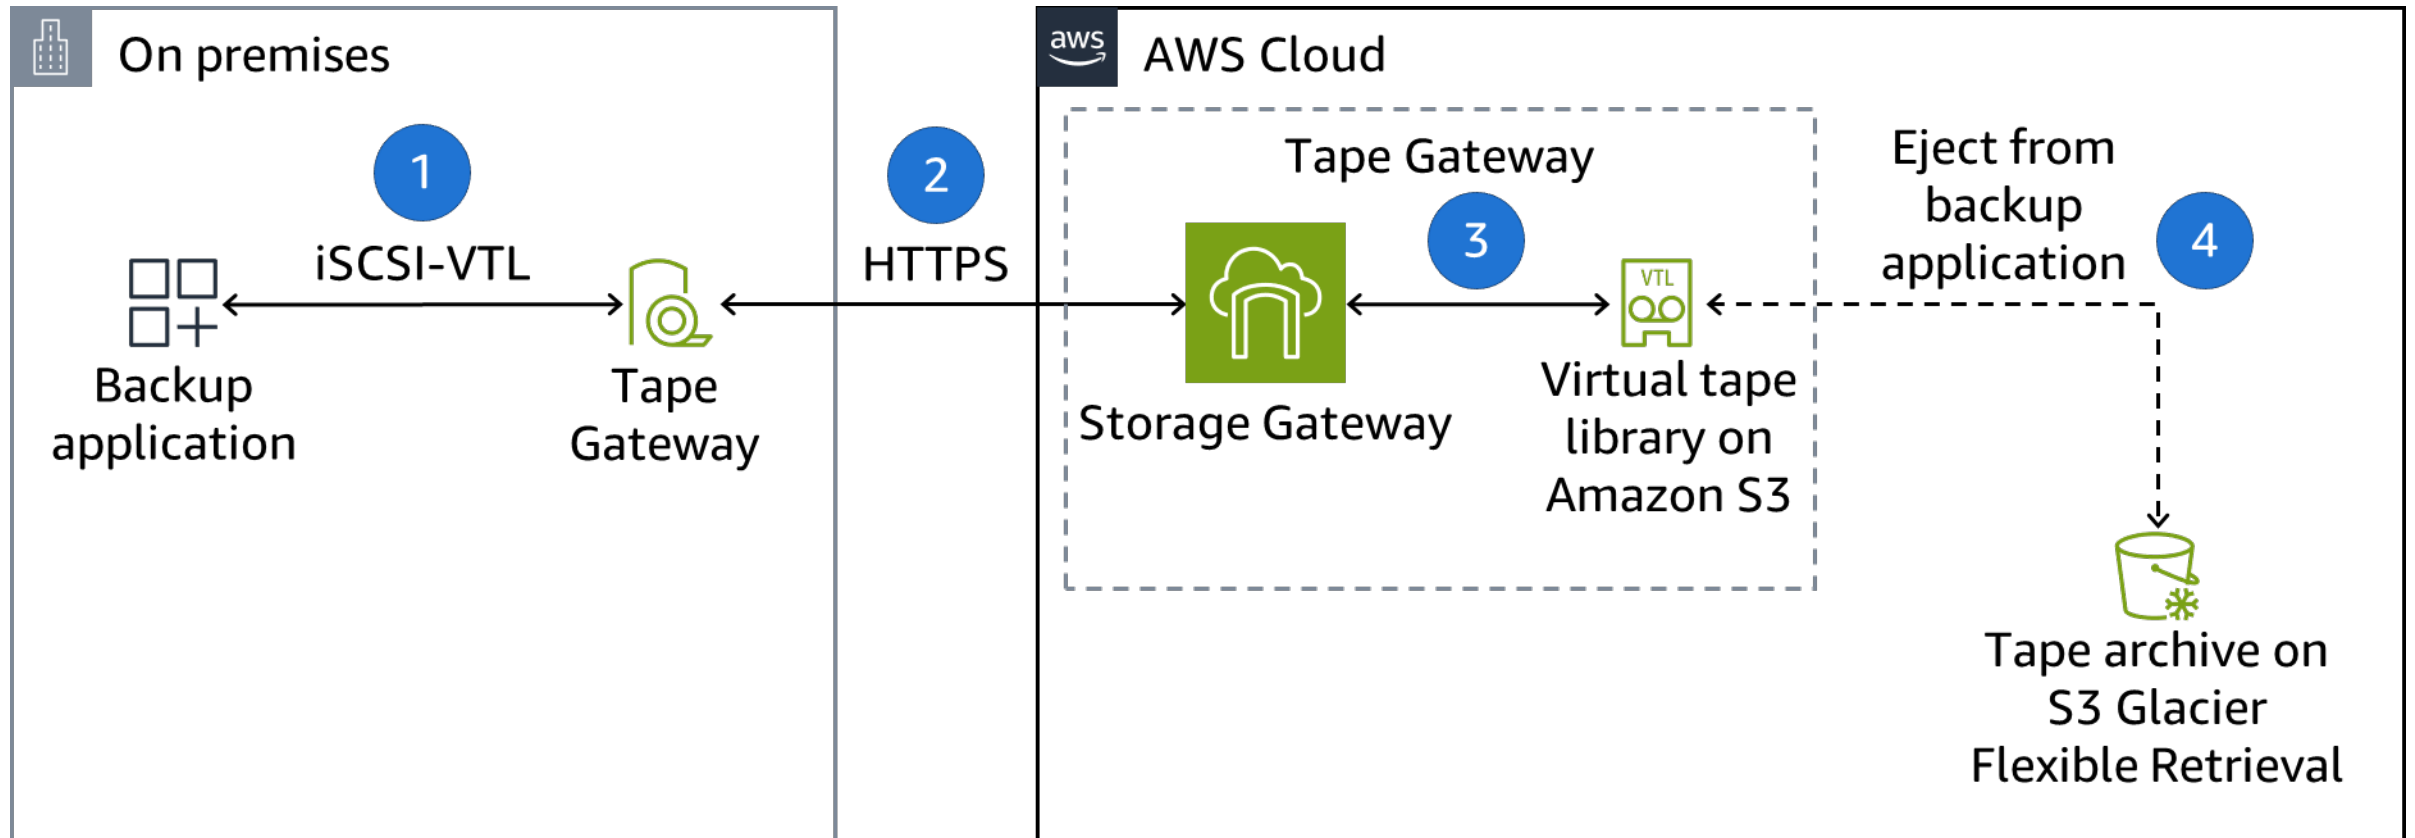 On premises
aws
AWS Cloud
1
iSCSI-VTL
Backup
application
Tape
Gateway
2
HTTPS
Tape Gateway
3
Storage Gateway
VTL
Virtual tape
library on
Amazon S3
Eject from
backup
application
4
Tape archive on
S3 Glacier
Flexible Retrieval